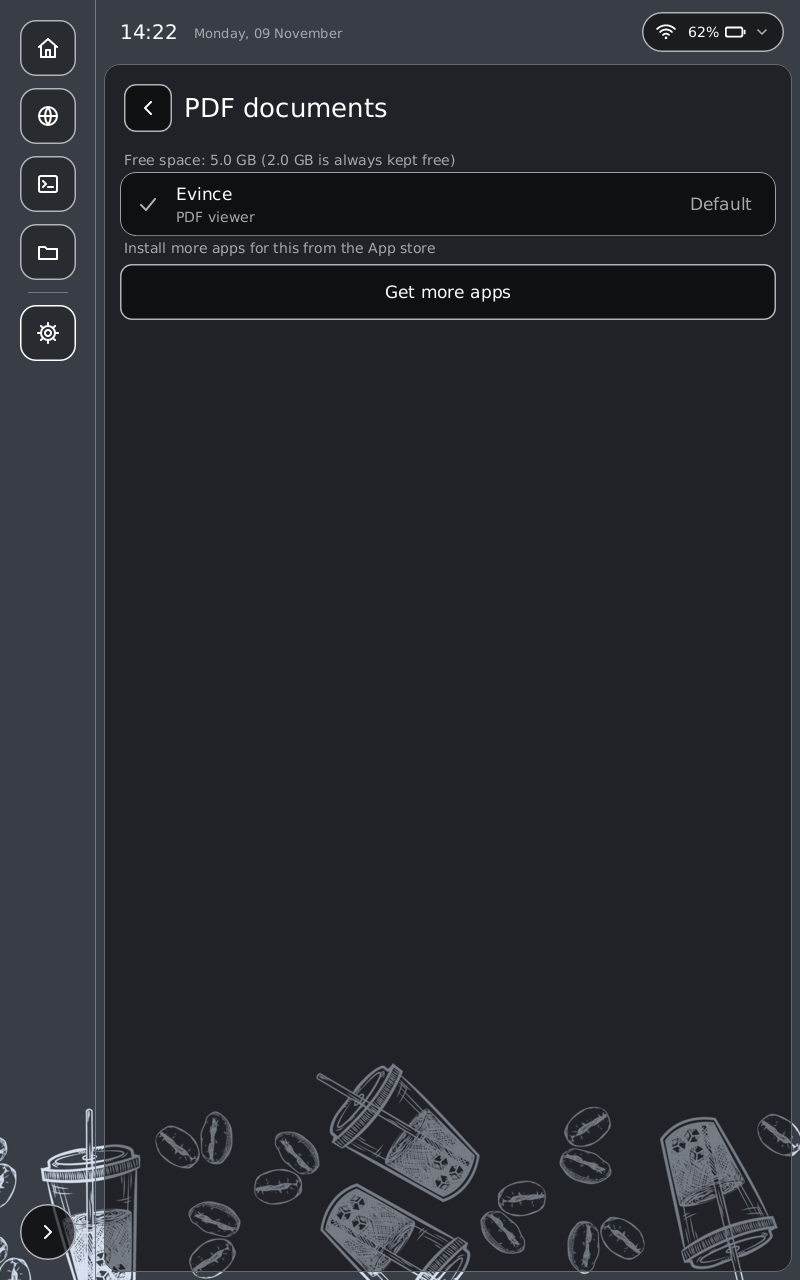 14:22 Monday, 09 November 62%
PDF documents
Free space: 5.0 GB (2.0 GB is always kept free)
Evince
PDF viewer
Default
Install more apps for this from the App store
Get more apps